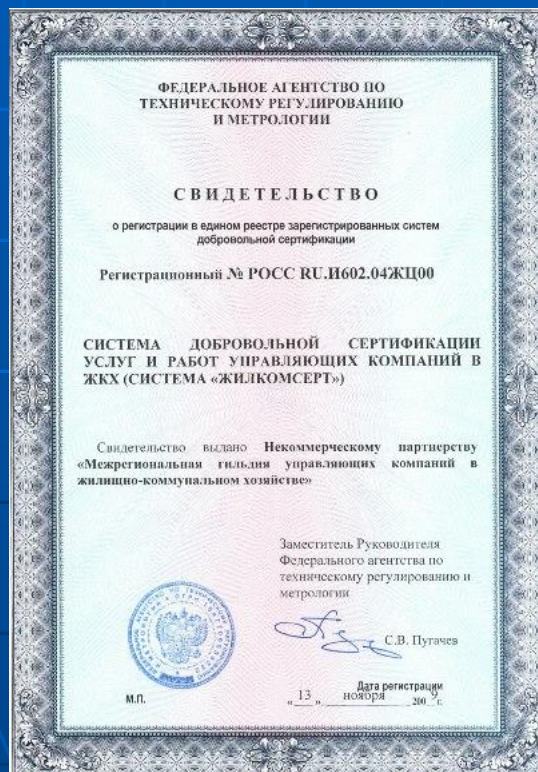 ФЕДЕРАЛЬНОЕ АГЕНТСТВО ПО
ТЕХНИЧЕСКОМУ РЕГУЛИРОВАНИЮ
И МЕТРОЛОГИИ
СВИДЕТЕЛЬСТВО
о регистрации в едином реестре зарегистрированных систем
добровольной сертификации
Регистрационный № РОСС RU.И602.04ЖЦ00
СИСТЕМА ДОБРОВОЛЬНОЙ СЕРТИФИКАЦИИ
УСЛУГ И РАБОТ УПРАВЛЯЮЩИХ КОМПАНИЙ В
ЖКХ (СИСТЕМА «ЖИЛКОМСЕРТ»)
Свидетельство выдано Некоммерческому партнерству
«Межрегиональная гильдия управляющих компаний в
жилищно-коммунальном хозяйстве»
Заместитель Руководителя
Федерального агентства по
техническому регулированию и
метрологии
С.В. Пугачев
М.П.
Дата регистрации
« 13 » ноября 200 9 г.